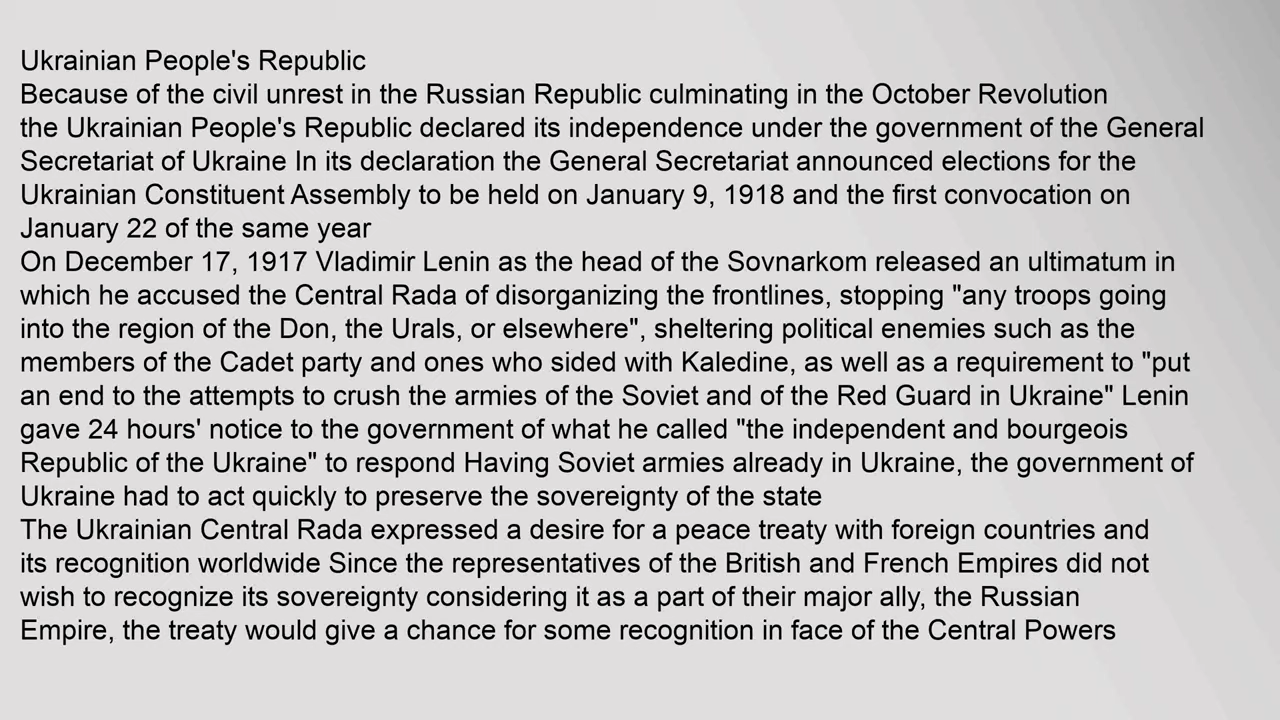 Ukrainian People's Republic
Because of the civil unrest in the Russian Republic culminating in the October Revolution
the Ukrainian People's Republic declared its independence under the government of the General
Secretariat of Ukraine In its declaration the General Secretariat announced elections for the
Ukrainian Constituent Assembly to be held on January 9, 1918 and the first convocation on
January 22 of the same year
On December 17, 1917 Vladimir Lenin as the head of the Sovnarkom released an ultimatum in
which he accused the Central Rada of disorganizing the frontlines, stopping "any troops going
into the region of the Don, the Urals, or elsewhere", sheltering political enemies such as the
members of the Cadet party and ones who sided with Kaledine, as well as a requirement to "put
an end to the attempts to crush the armies of the Soviet and of the Red Guard in Ukraine" Lenin
gave 24 hours' notice to the government of what he called "the independent and bourgeois
Republic of the Ukraine" to respond Having Soviet armies already in Ukraine, the government of
Ukraine had to act quickly to preserve the sovereignty of the state
The Ukrainian Central Rada expressed a desire for a peace treaty with foreign countries and
its recognition worldwide Since the representatives of the British and French Empires did not
wish to recognize its sovereignty considering it as a part of their major ally, the Russian
Empire, the treaty would give a chance for some recognition in face of the Central Powers